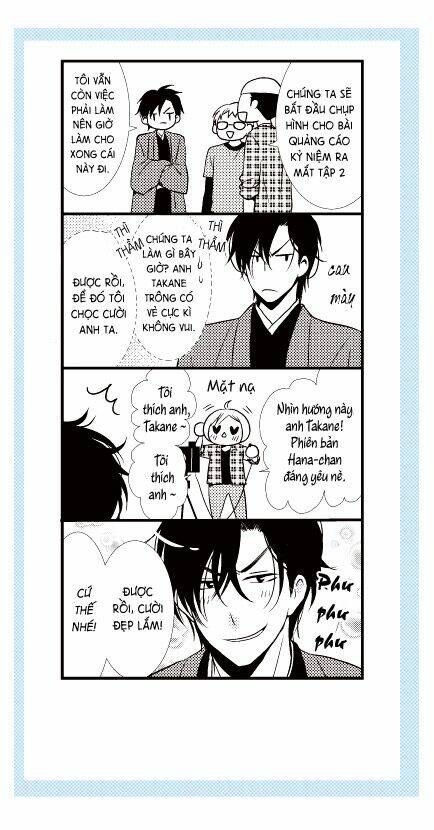 CHÚNG TA SẼ
BẮT ĐẦU CHỤP
HÌNH CHO BÀI
QUẢNG CÁO
KỶ NIỆM RA
MẮT TẬP 2
TÔI VẪN
CÒN VIỆC
PHẢI LÀM
NÊN GIỜ
LÀM CHO
XONG CÁI
NÀY ĐI.
THÌ
THẦM
cau
mày
THÌ
THẦM
CHÚNG TA
LÀM GÌ BÂY
GIỜ? ANH
TAKANE
TRÔNG CÓ
VẺ CỰC KÌ
KHÔNG VUI.
ĐƯỢC RỒI,
ĐỂ ĐÓ TÔI
CHỌC CƯỜI
ANH TA.
Nhìn hướng này
anh Takane!
Phiên bản
Hana-chan
đáng yêu nè.
Mặt nạ
Tôi
thích anh,
Takane ~
Tôi
thích
anh ~
Phu
phu
phu
ĐƯỢC
RỒI, CƯỜI
ĐẸP LẮM!
CỨ
THẾ
NHÉ!